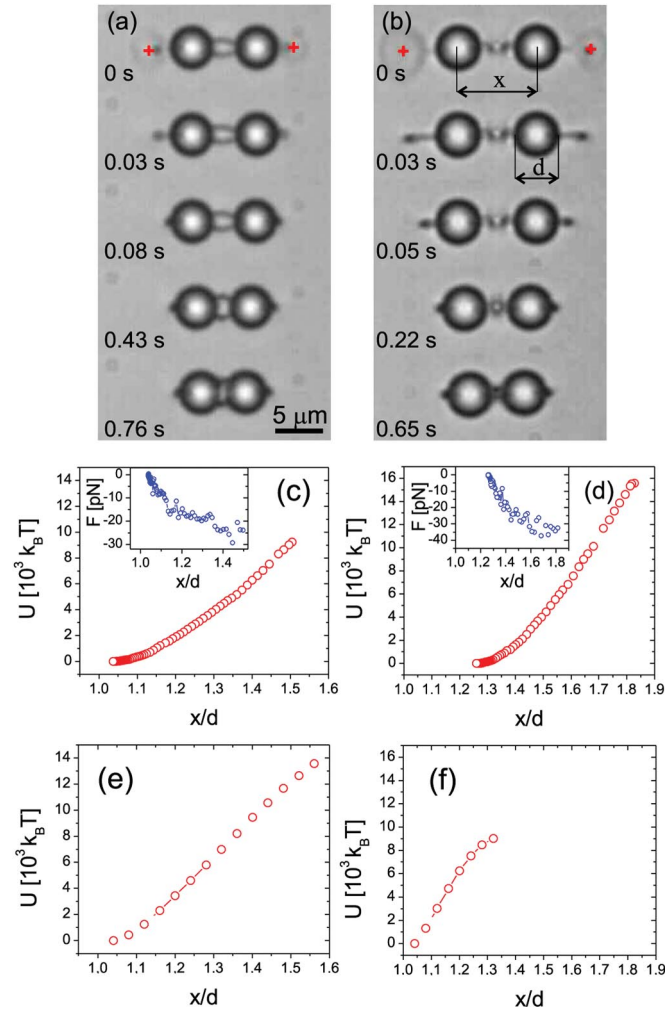 (a)
0 s
0.03 s
0.08 s
0.43 s
0.76 s
5 μm
(b)
0 s
x
0.03 s
d
0.05 s
0.22 s
0.65 s
(c)
U [10³ k_BT]
14
12
10
8
6
4
2
0
1.0 1.1 1.2 1.3 1.4 1.5 1.6
x/d
F [pN]
0
-10
-20
-30
1.0 1.2 1.4
x/d
(d)
U [10³ k_BT]
16
14
12
10
8
6
4
2
0
1.0 1.1 1.2 1.3 1.4 1.5 1.6 1.7 1.8 1.9
x/d
F [pN]
0
-10
-20
-30
-40
1.0 1.2 1.4 1.6 1.8
x/d
(e)
U [10³ k_BT]
14
12
10
8
6
4
2
0
1.0 1.1 1.2 1.3 1.4 1.5 1.6
x/d
(f)
U [10³ k_BT]
16
14
12
10
8
6
4
2
0
1.0 1.1 1.2 1.3 1.4 1.5 1.6 1.7 1.8 1.9
x/d